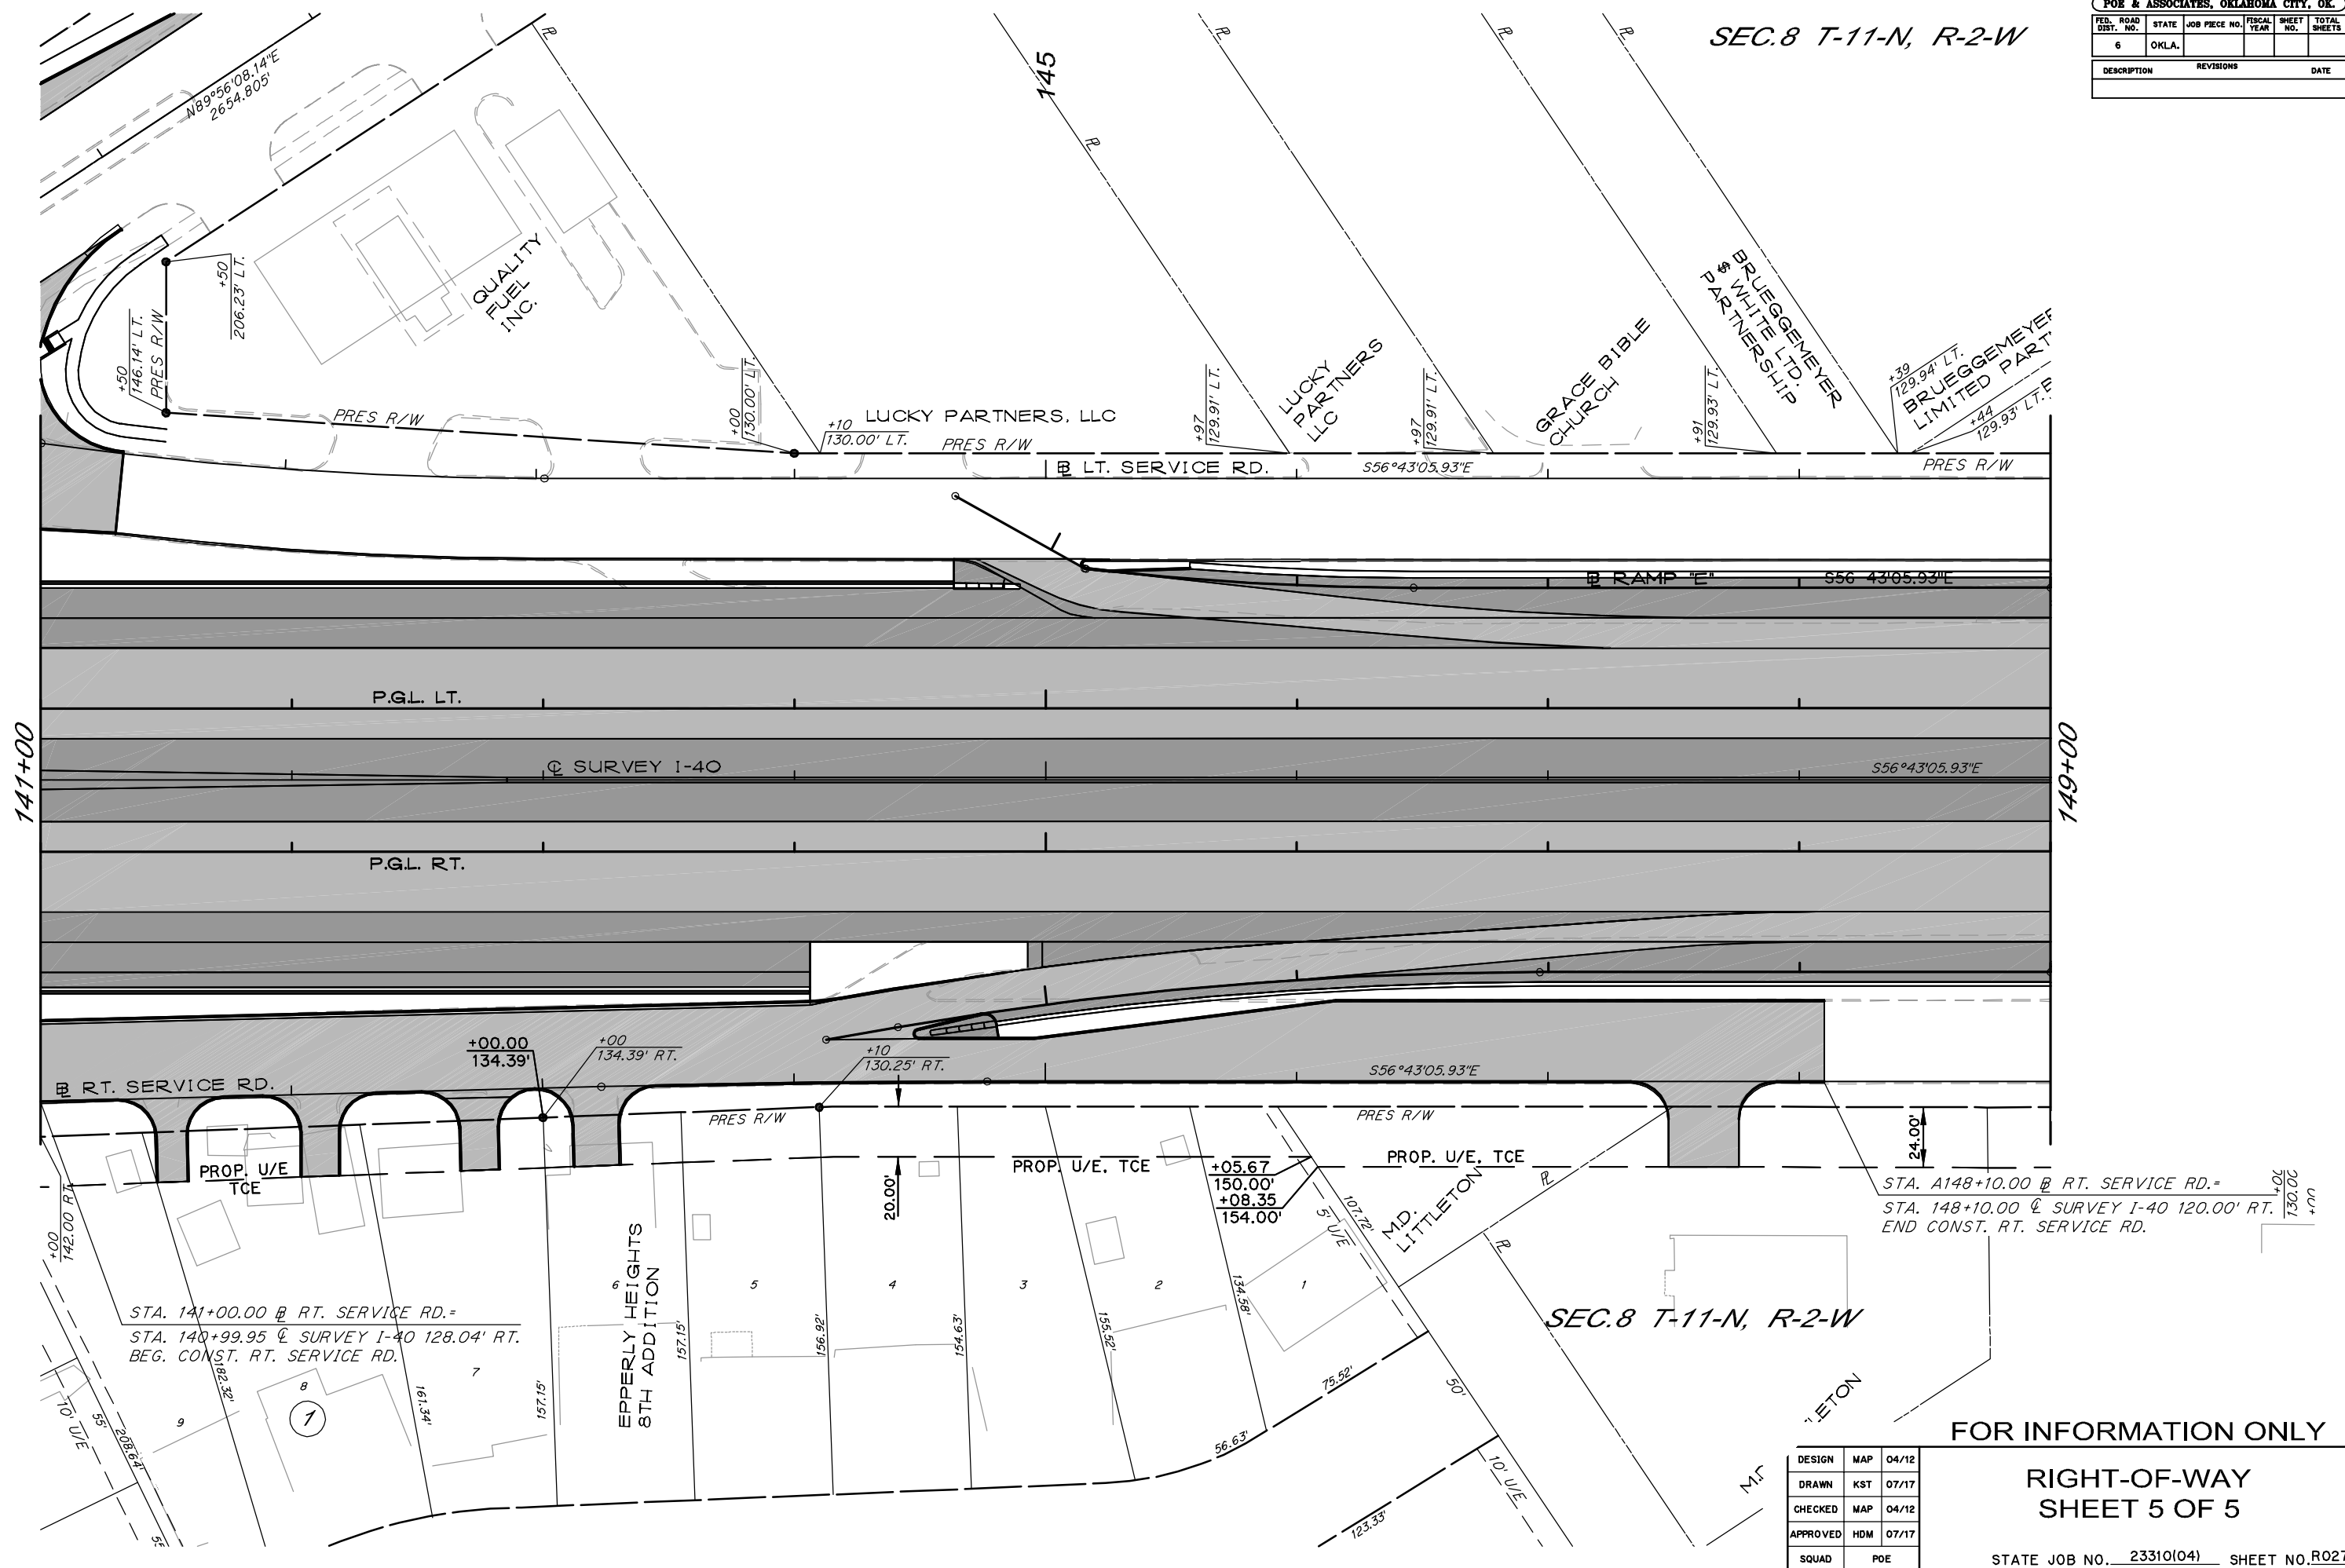 POE & ASSOCIATES, OKLAHOMA CITY, OK.
FED. ROAD DIST. NO.
STATE
JOB PIECE NO.
FISCAL YEAR
SHEET NO.
TOTAL SHEETS
6
OKLA.
DESCRIPTION
REVISIONS
DATE
SEC.8 T-11-N, R-2-W
145
N89°56'08.14"E
2654.805'
QUALITY
FUEL
INC.
+50
206.23' LT.
+50
146.14' LT.
PRES R/W
PRES R/W
+00
130.00' LT.
+10
130.00' LT.
LUCKY PARTNERS, LLC
PRES R/W
+97
129.91' LT.
LUCKY
PARTNERS
LLC
+97
129.91' LT.
GRACE BIBLE
CHURCH
+91
129.93' LT.
BRUEGGEMEYER
& WHITE LTD.
PARTNERSHIP
+39
129.94' LT.
BRUEGGEMEYER
LIMITED PART
+44
129.93' LT.
PRES R/W
℄ LT. SERVICE RD.
S56°43'05.93"E
℄ RAMP "E"
S56 43'05.93"E
P.G.L. LT.
141+00
℄ SURVEY I-40
S56°43'05.93"E
149+00
P.G.L. RT.
+00.00
134.39'
+00
134.39' RT.
+10
130.25' RT.
℄ RT. SERVICE RD.
S56°43'05.93"E
PRES R/W
PRES R/W
PROP. U/E
TCE
PROP. U/E, TCE
PROP. U/E, TCE
20.00'
24.00'
+05.67
150.00'
+08.35
154.00'
107.72'
5' U/E
M.D.
LITTLETON
+00
142.00 RT.
STA. A148+10.00 ℄ RT. SERVICE RD.=
STA. 148+10.00 ℄ SURVEY I-40 120.00' RT.
END CONST. RT. SERVICE RD.
+00
130.00
+00
STA. 141+00.00 ℄ RT. SERVICE RD.=
STA. 140+99.95 ℄ SURVEY I-40 128.04' RT.
BEG. CONST. RT. SERVICE RD.
EPPERLY HEIGHTS
8TH ADDITION
9
8
7
6
5
4
3
2
1
1
10' U/E
55'
208.64'
182.32'
161.34'
157.15'
157.15'
156.92'
154.63'
155.52'
134.58'
75.52'
56.63'
50'
10' U/E
123.33'
SEC.8 T-11-N, R-2-W
LETON
FOR INFORMATION ONLY
DESIGN MAP 04/12
DRAWN KST 07/17
CHECKED MAP 04/12
APPROVED HDM 07/17
SQUAD POE
RIGHT-OF-WAY
SHEET 5 OF 5
STATE JOB NO. 23310(04) SHEET NO. R027